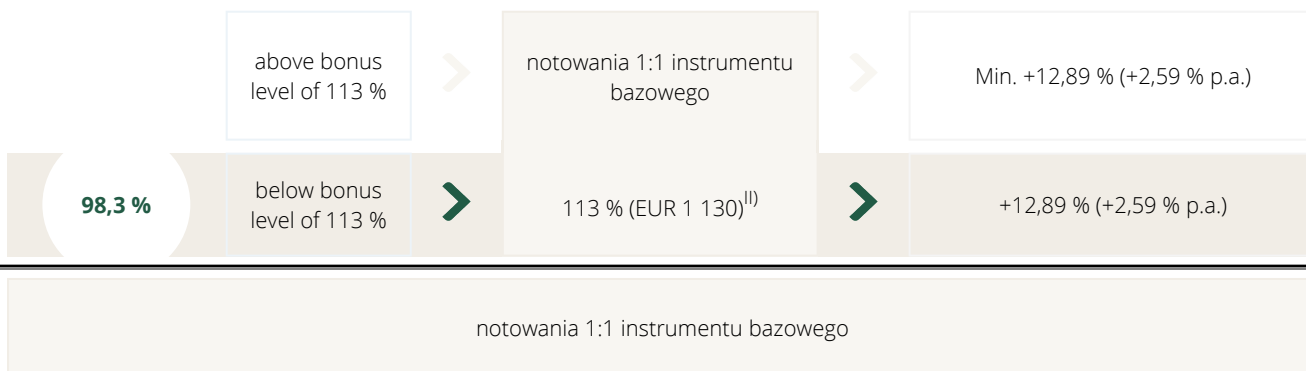 above bonus
level of 113 %
notowania 1:1 instrumentu
bazowego
Min. +12,89 % (+2,59 % p.a.)
98,3 %
below bonus
level of 113 %
113 % (EUR 1 130)II)
+12,89 % (+2,59 % p.a.)
notowania 1:1 instrumentu bazowego